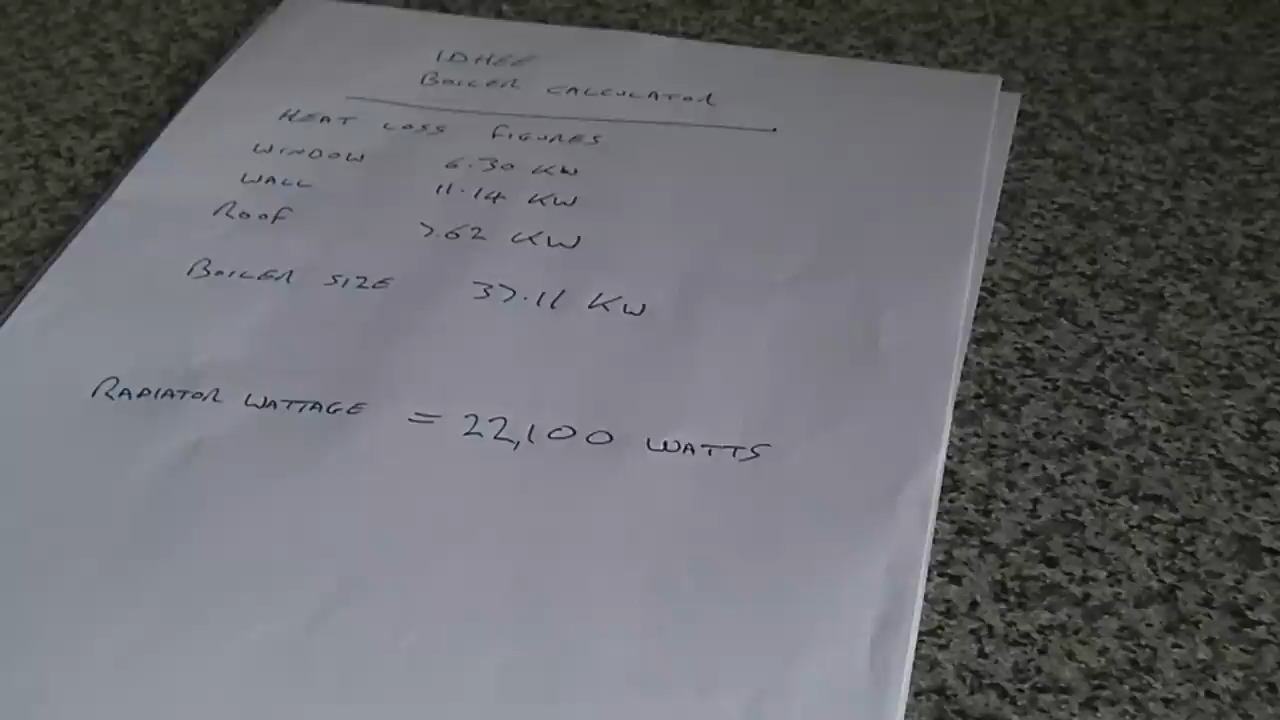 IDHEE
BOILER CALCULATOR
HEAT LOSS FIGURES
WINDOW 6.30 KW
WALL 11.14 KW
ROOF 7.62 KW
BOILER SIZE 37.11 KW
RADIATOR WATTAGE = 22,100 WATTS